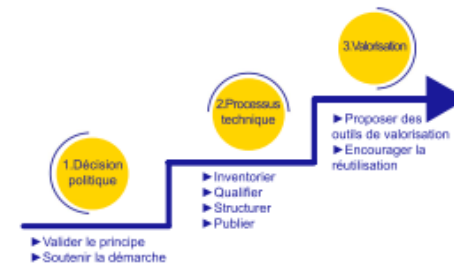 1.Décision
politique
►Valider le principe
►Soutenir la démarche
2.Processus
technique
►Inventorier
►Qualifier
►Structurer
►Publier
3.Valorisation
►Proposer des
outils de valorisation
►Encourager la
réutilisation